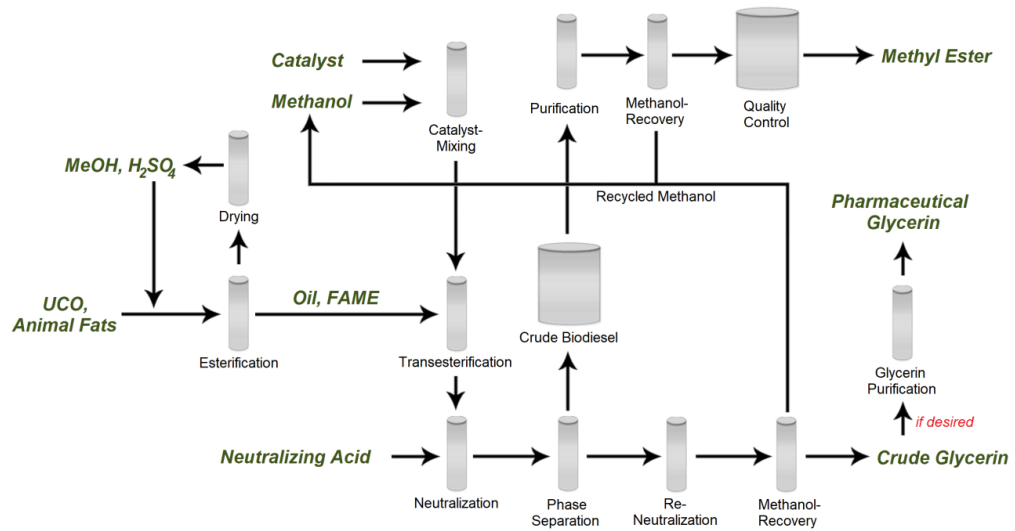 Catalyst
Methanol
Catalyst-
Mixing
Purification
Methanol-
Recovery
Quality
Control
Methyl Ester
MeOH, H2SO4
Drying
Recycled Methanol
Pharmaceutical
Glycerin
UCO,
Animal Fats
Esterification
Oil, FAME
Transesterification
Crude Biodiesel
Glycerin
Purification
if desired
Neutralizing Acid
Neutralization
Phase
Separation
Re-
Neutralization
Methanol-
Recovery
Crude Glycerin